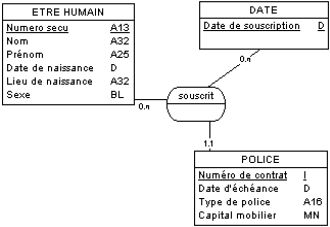 ETRE HUMAIN
Numero secu A13
Nom A32
Prénom A25
Date de naissance D
Lieu de naissance A32
Sexe BL
DATE
Date de souscription D
0.n
souscrit
0.n
1.1
POLICE
Numéro de contrat I
Date d'échéance D
Type de police A16
Capital mobilier MN